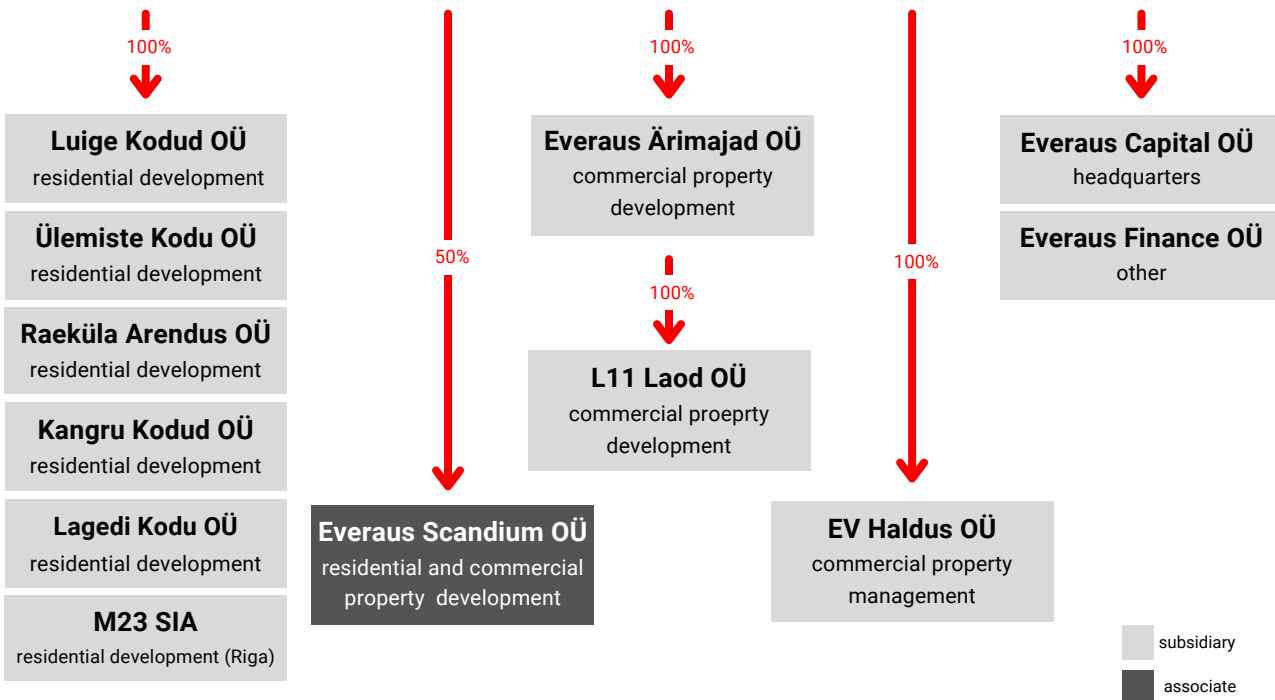 100%
Luige Kodud OÜ
residential development
Ülemiste Kodu OÜ
residential development
Raeküla Arendus OÜ
residential development
Kangru Kodud OÜ
residential development
Lagedi Kodu OÜ
residential development
M23 SIA
residential development (Riga)
50%
Everaus Scandium OÜ
residential and commercial
property development
100%
Everaus Ärimajad OÜ
commercial property
development
100%
L11 Laod OÜ
commercial proeprty
development
100%
EV Haldus OÜ
commercial property
management
100%
Everaus Capital OÜ
headquarters
Everaus Finance OÜ
other
subsidiary
associate